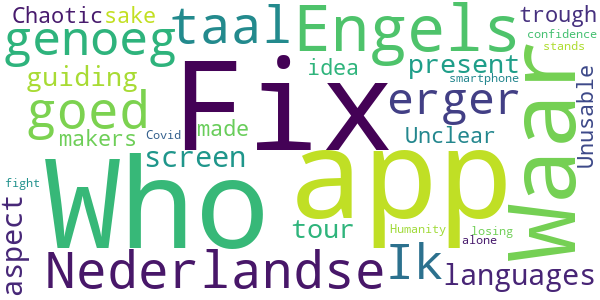 Chaotic sake taal Engels trough
genoeg confidence
stands
guiding Fix idea present
smartphone
goed erger Waar Unusable
makers Covid made Unclear
screen
Who app
fight aspect tour Humanity losing
alone
Nederlandse Ik languages